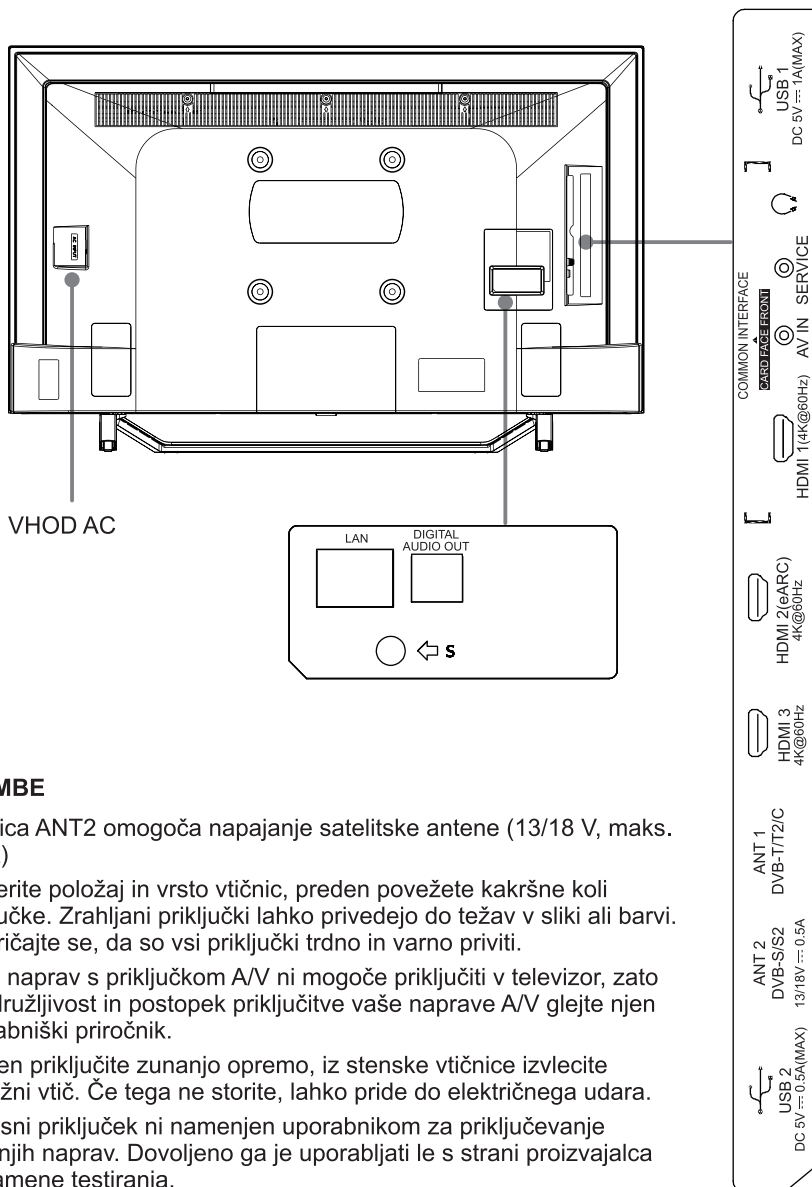 AC INPUT
VHOD AC
LAN
DIGITAL
AUDIO OUT
S
USB 1
DC 5V ⎓ 1A(MAX)
COMMON INTERFACE
CARD FACE FRONT
SERVICE
AV IN
HDMI 1(4K@60Hz)
HDMI 2(eARC)
4K@60Hz
HDMI 3
4K@60Hz
ANT 1
DVB-T/T2/C
ANT 2
DVB-S/S2
13/18V ⎓ 0.5A
USB 2
DC 5V ⎓ 0.5A(MAX)
MBE
ica ANT2 omogoča napajanje satelitske antene (13/18 V, maks.
)
erite položaj in vrsto vtičnic, preden povežete kakršne koli
jučke. Zrahljani priključki lahko privedejo do težav v sliki ali barvi.
ričajte se, da so vsi priključki trdno in varno priviti.
naprav s priključkom A/V ni mogoče priključiti v televizor, zato
družljivost in postopek priključitve vaše naprave A/V glejte njen
abniški priročnik.
en priključite zunanjo opremo, iz stenske vtičnice izvlecite
žni vtič. Če tega ne storite, lahko pride do električnega udara.
sni priključek ni namenjen uporabnikom za priključevanje
njih naprav. Dovoljeno ga je uporabljati le s strani proizvajalca
amene testiranja.